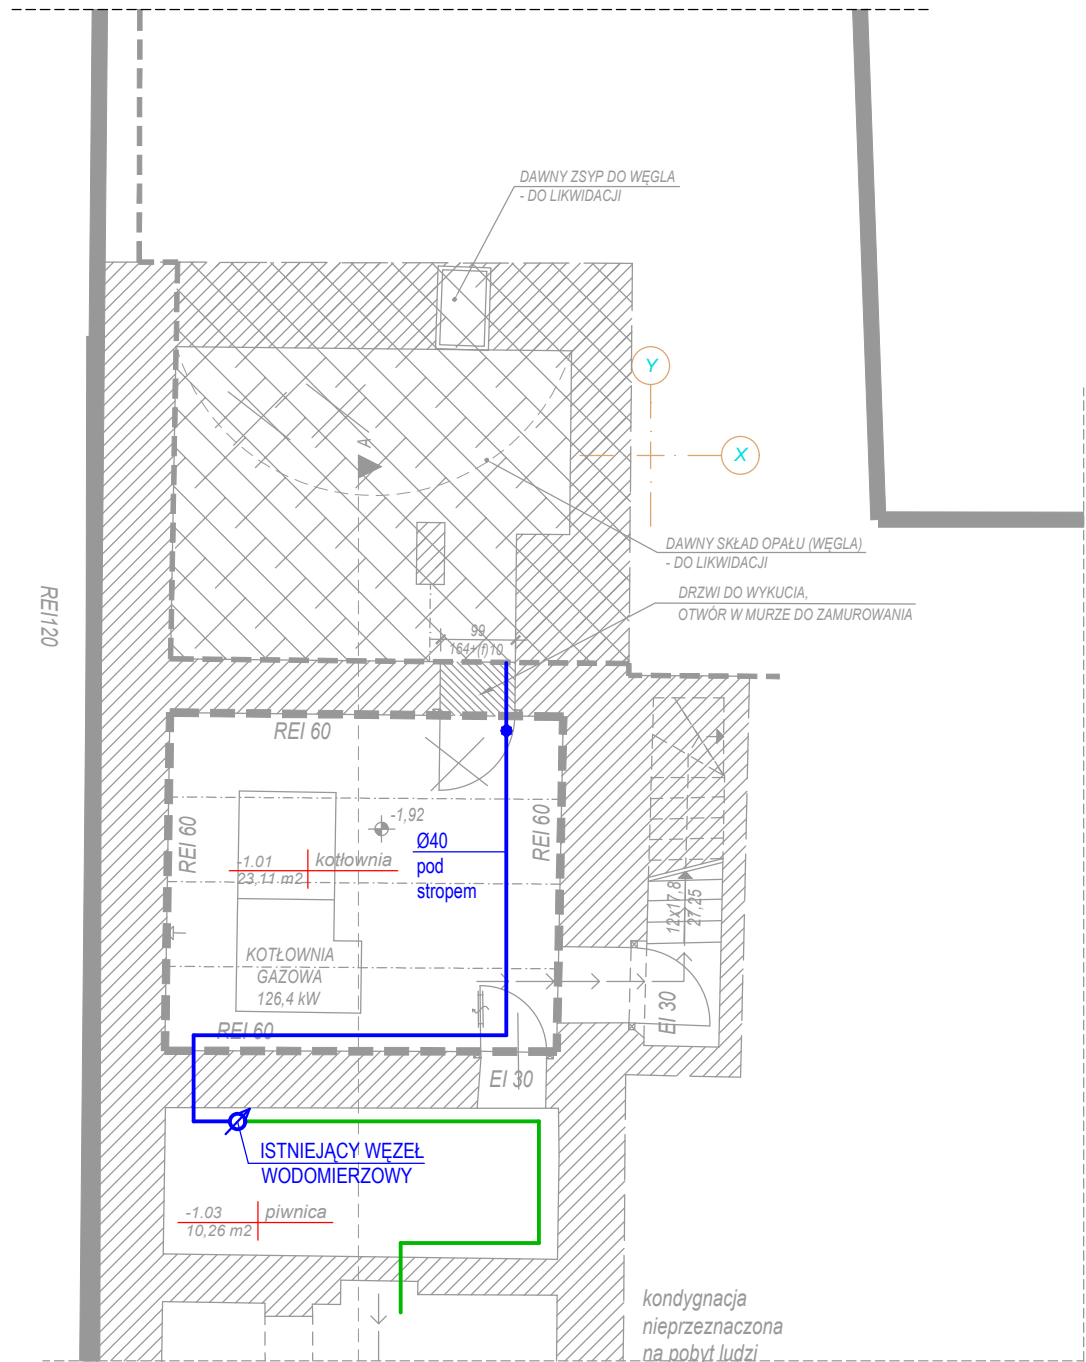 DAWNY ZSYP DO WĘGLA
- DO LIKWIDACJI
Y
X
A
DAWNY SKŁAD OPAŁU (WĘGLA)
- DO LIKWIDACJI
DRZWI DO WYKUCIA,
OTWÓR W MURZE DO ZAMUROWANIA
REI120
99
164+(f)10
REI 60
REI 60
REI 60
-1,92
Ø40
pod
stropem
-1.01 kotłownia
23,11 m2
12x17,8
27,25
KOTŁOWNIA
GAZOWA
126,4 kW
REI 60
EI 30
EI 30
ISTNIEJĄCY WĘZEŁ
WODOMIERZOWY
-1.03 piwnica
10,26 m2
kondygnacja
nieprzeznaczona
na pobyt ludzi